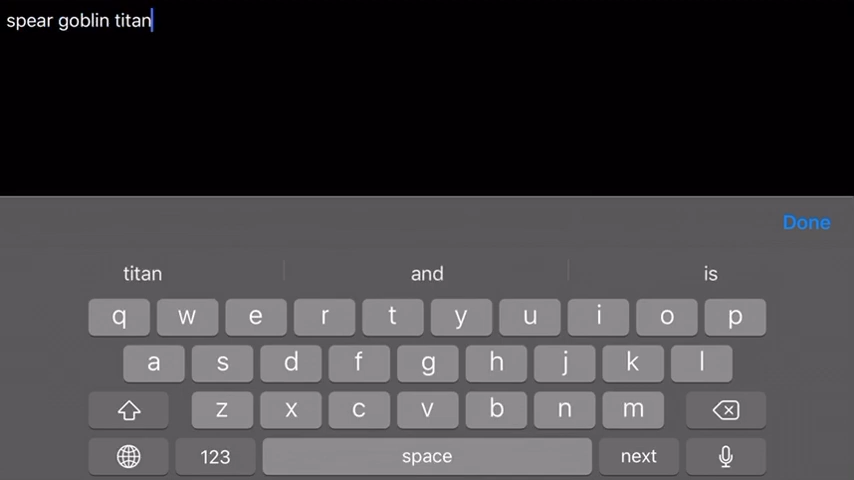 spear goblin titan
Done
titan and is
q w e r t y u i o p
a s d f g h j k l
z x c v b n m
123 space next